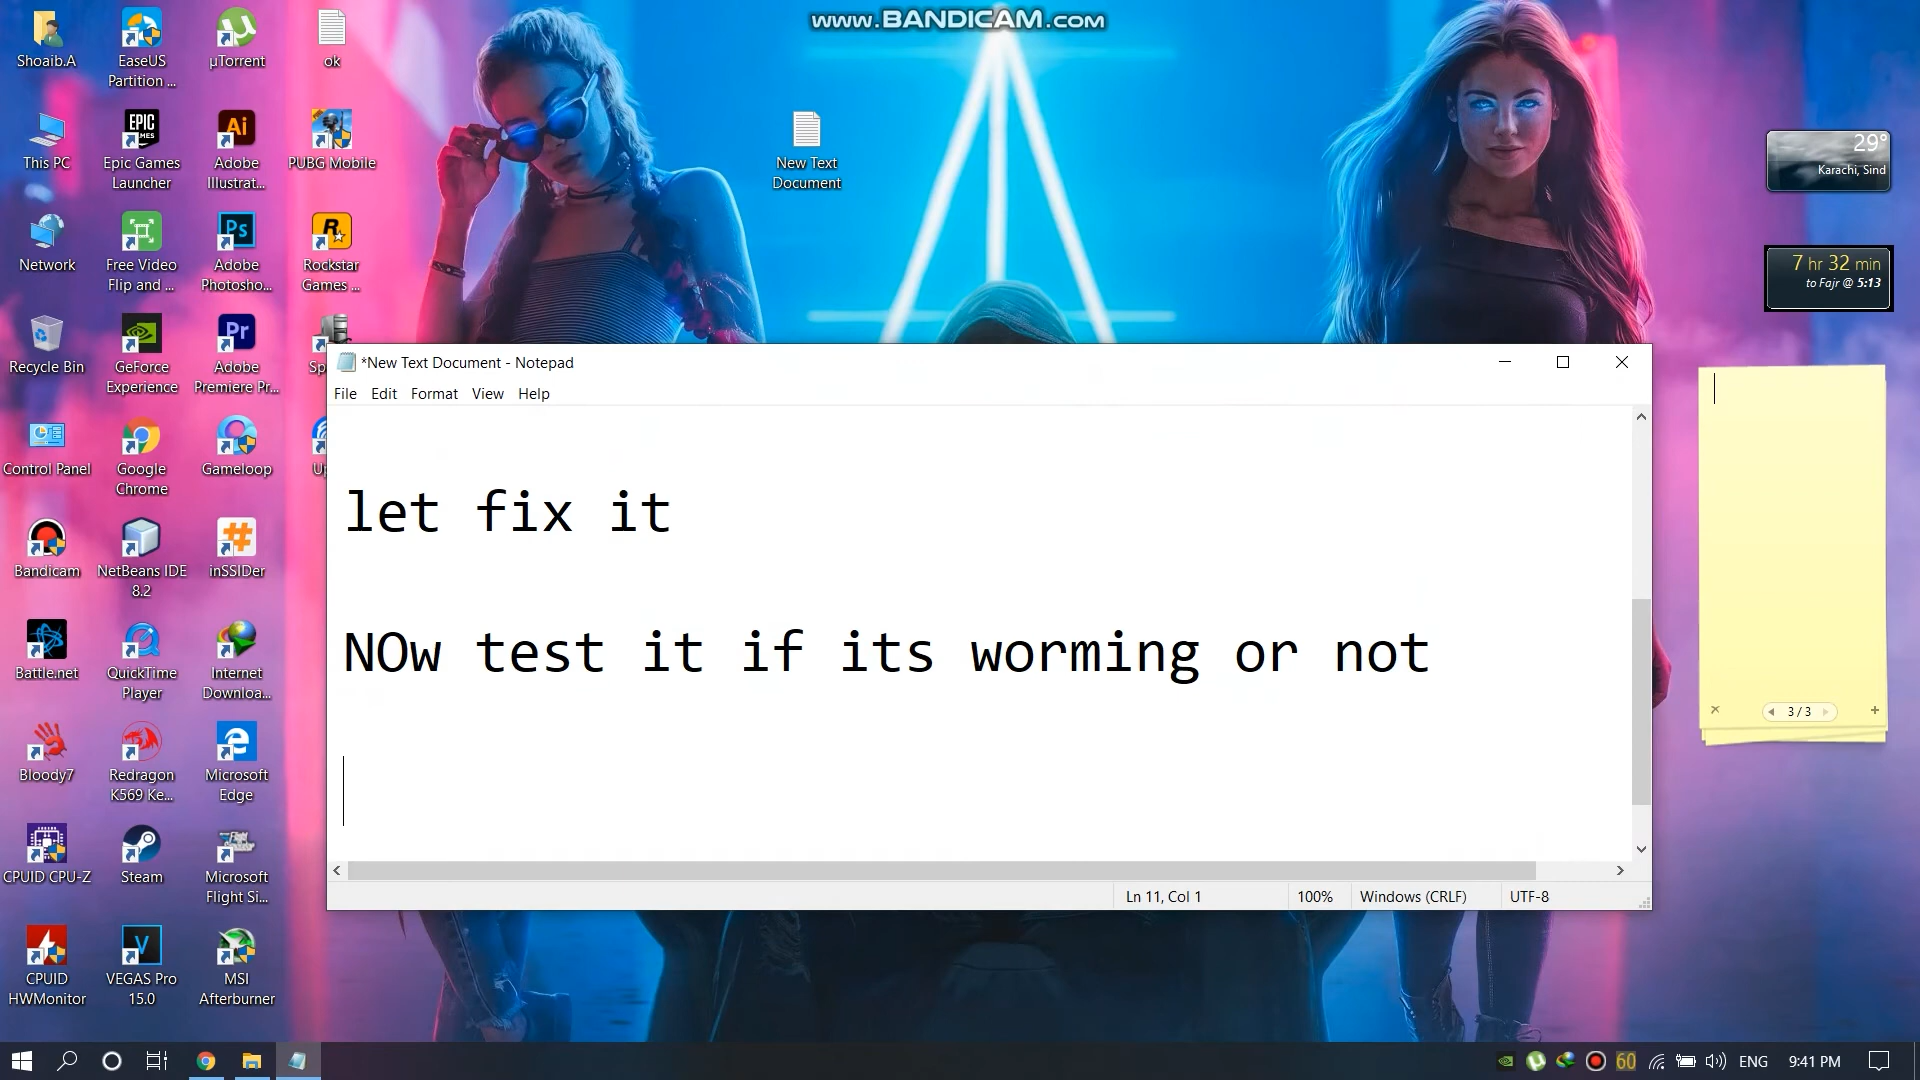 www.BANDICAM.COM
Shoaib.A
EaseUS
Partition ...
µTorrent
ok
This PC
EPIC
GAMES
Epic Games
Launcher
Ai
Adobe
Illustrat...
PUBG Mobile
New Text
Document
29°
Karachi, Sind
Network
Free Video
Flip and ...
Ps
Adobe
Photosho...
R
Rockstar
Games ...
7 hr 32 min
to Fajr @ 5:13
Recycle Bin
GeForce
Experience
Pr
Adobe
Premiere Pr...
Sp
*New Text Document - Notepad
File Edit Format View Help
Control Panel
Google
Chrome
Gameloop
let fix it
NOw test it if its worming or not
Bandicam
NetBeans IDE
8.2
inSSIDer
Battle.net
QuickTime
Player
Internet
Downloa...
3 / 3
Bloody7
Redragon
K569 Ke...
Microsoft
Edge
CPUID CPU-Z
Steam
Microsoft
Flight Si...
Ln 11, Col 1 100% Windows (CRLF) UTF-8
CPUID
HWMonitor
V
VEGAS Pro
15.0
MSI
Afterburner
60 ENG 9:41 PM